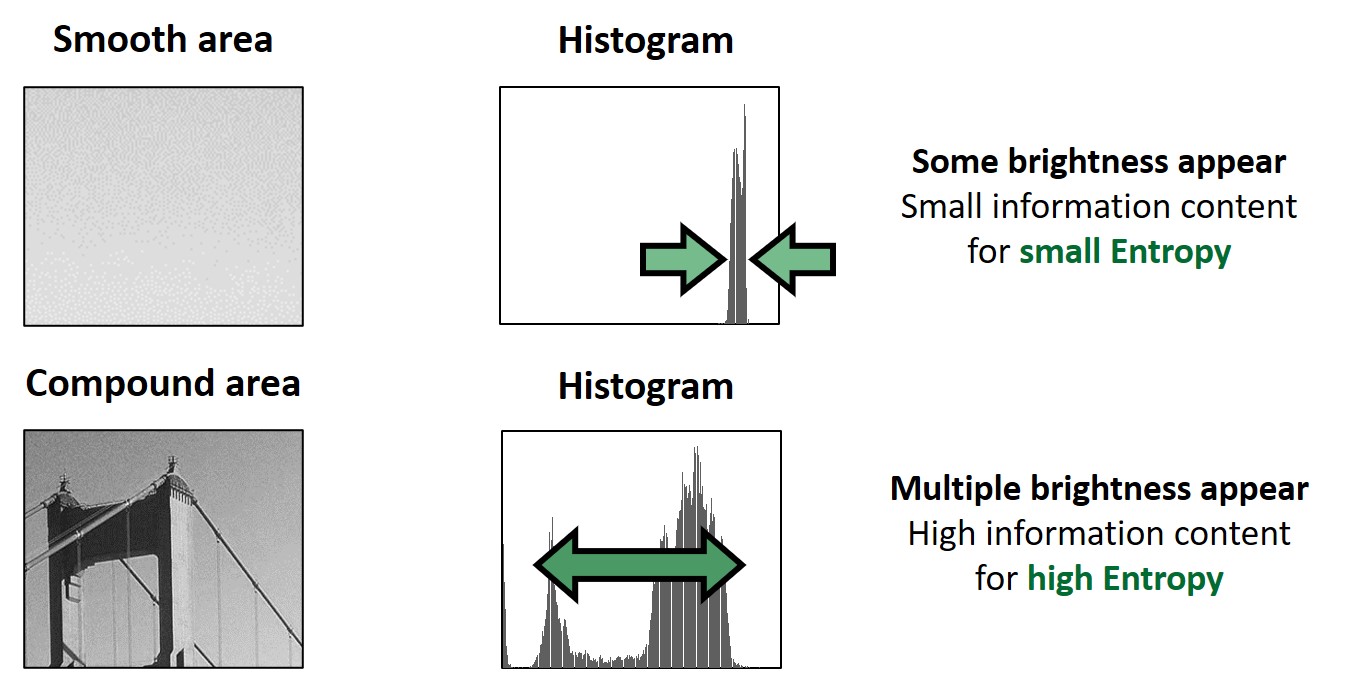 Smooth area
Histogram
Some brightness appear
Small information content
for small Entropy
Compound area
Histogram
Multiple brightness appear
High information content
for high Entropy